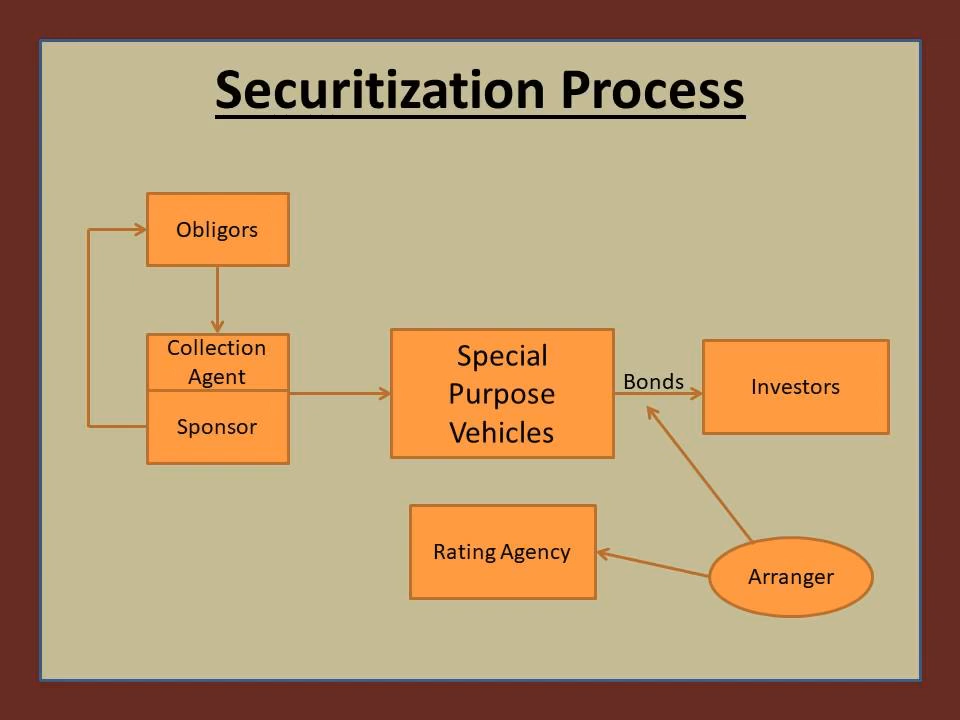 Securitization Process
Obligors
Collection
Agent
Sponsor
Special
Purpose
Vehicles
Bonds
Investors
Rating Agency
Arranger